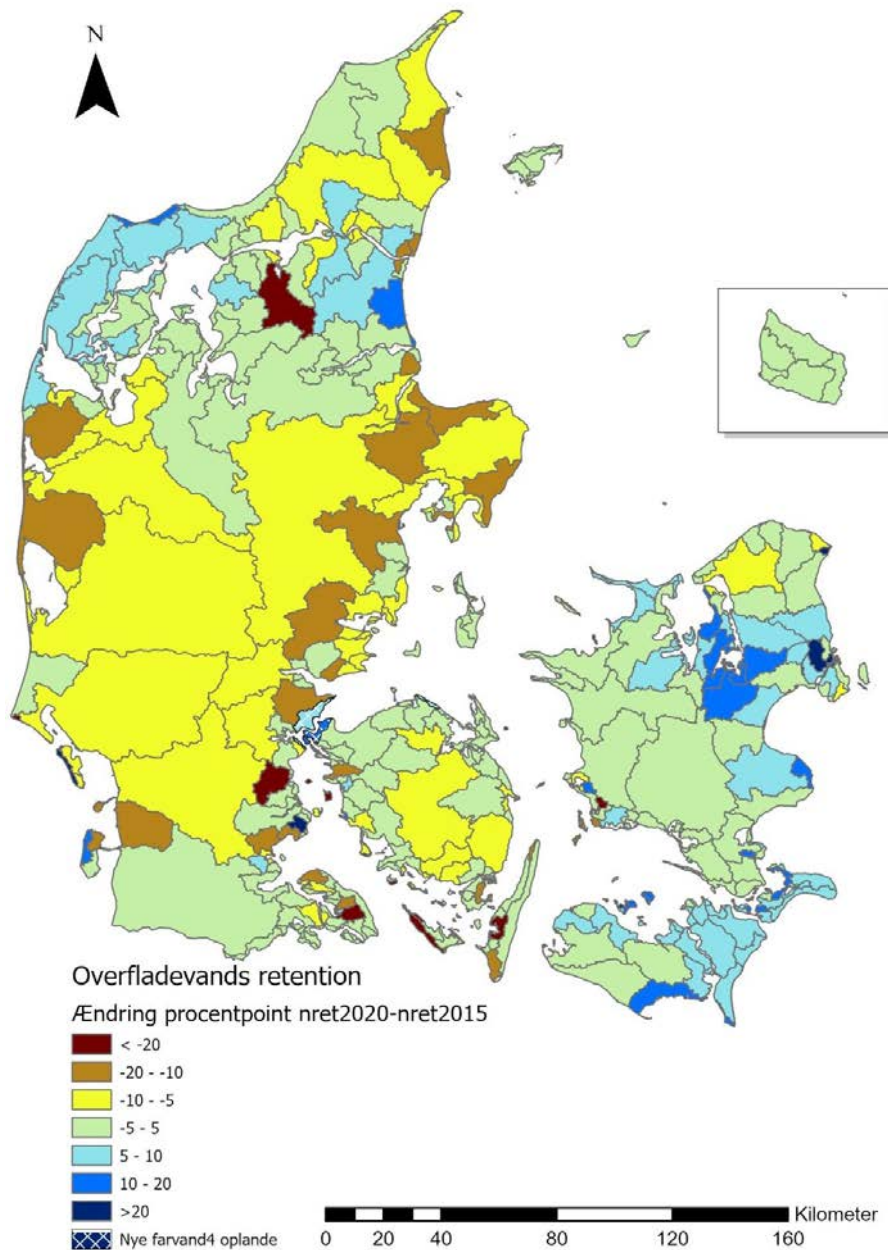 N
Overfladevands retention
Ændring procentpoint nret2020-nret2015
< -20
-20 - -10
-10 - -5
-5 - 5
5 - 10
10 - 20
>20
Nye farvand4 oplande
Kilometer
0 20 40 80 120 160